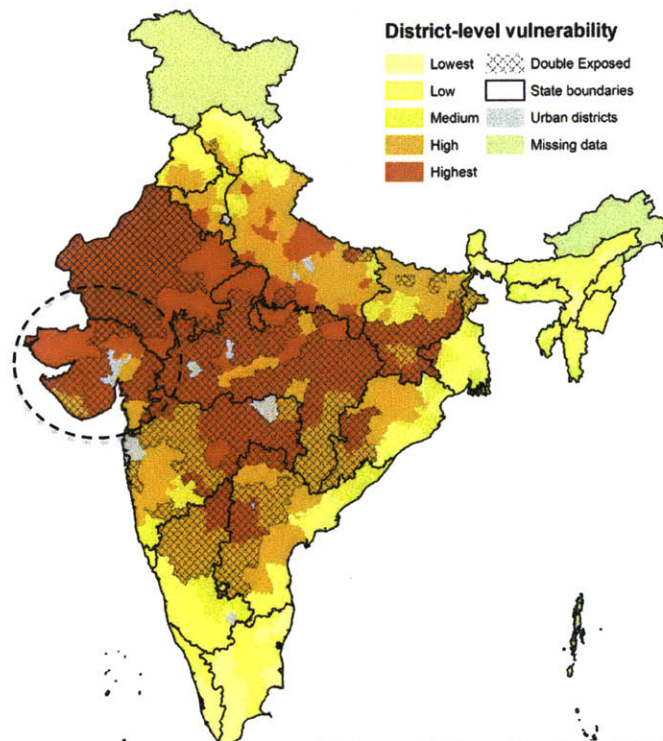 District-level vulnerability
Lowest
Low
Medium
High
Highest
Double Exposed
State boundaries
Urban districts
Missing data